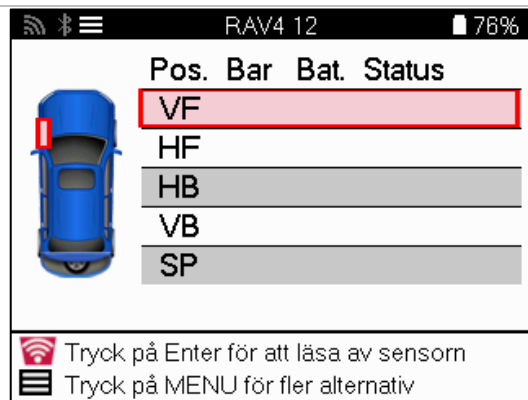 RAV4 12 76%
Pos. Bar Bat. Status
VF
HF
HB
VB
SP
Tryck på Enter för att läsa av sensorn
Tryck på MENU för fler alternativ